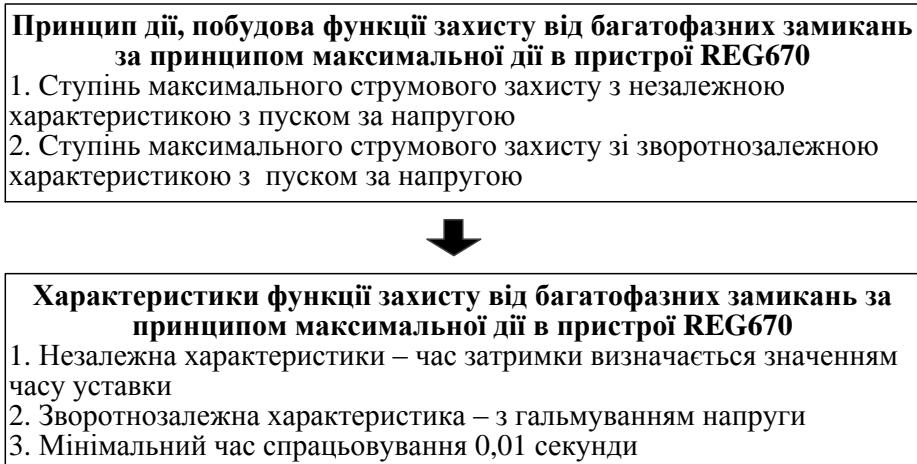 Принцип дії, побудова функції захисту від багатофазних замикань
за принципом максимальної дії в пристрої REG670
1. Ступінь максимального струмового захисту з незалежною
характеристикою з пуском за напругою
2. Ступінь максимального струмового захисту зі зворотнозалежною
характеристикою з пуском за напругою
Характеристики функції захисту від багатофазних замикань за
принципом максимальної дії в пристрої REG670
1. Незалежна характеристики – час затримки визначається значенням
часу уставки
2. Зворотнозалежна характеристика – з гальмуванням напруги
3. Мінімальний час спрацьовування 0,01 секунди